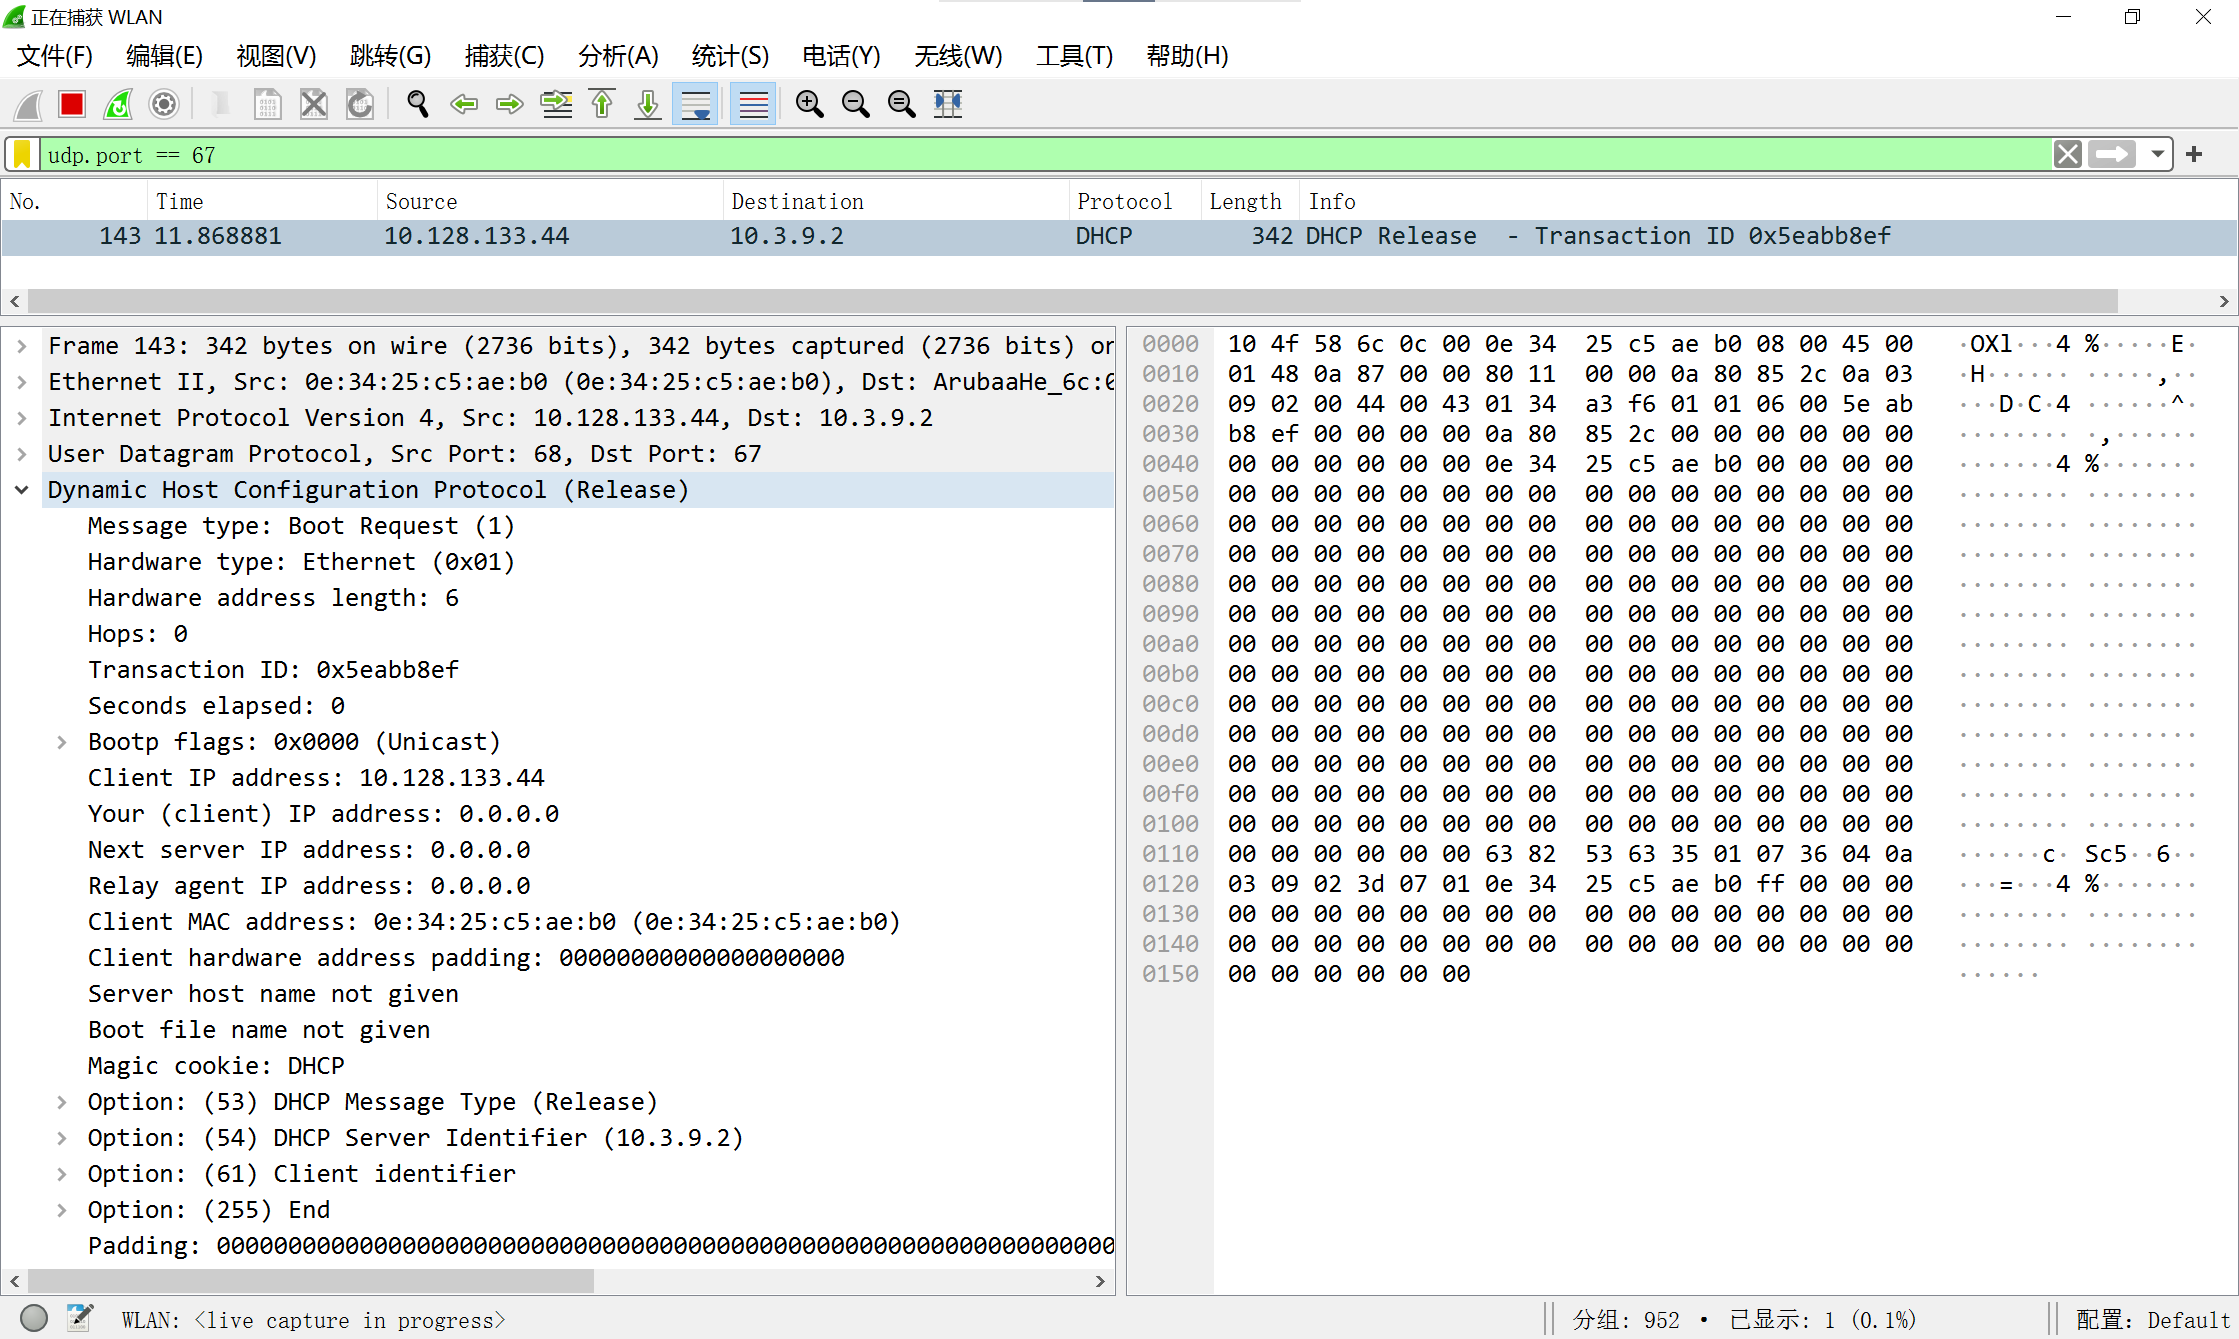 正在捕获 WLAN
文件(F) 编辑(E) 视图(V) 跳转(G) 捕获(C) 分析(A) 统计(S) 电话(Y) 无线(W) 工具(T) 帮助(H)
udp.port == 67
No. Time Source Destination Protocol Length Info
143 11.868881 10.128.133.44 10.3.9.2 DHCP 342 DHCP Release - Transaction ID 0x5eabb8ef
Frame 143: 342 bytes on wire (2736 bits), 342 bytes captured (2736 bits) or
Ethernet II, Src: 0e:34:25:c5:ae:b0 (0e:34:25:c5:ae:b0), Dst: ArubaaHe_6c:0
Internet Protocol Version 4, Src: 10.128.133.44, Dst: 10.3.9.2
User Datagram Protocol, Src Port: 68, Dst Port: 67
Dynamic Host Configuration Protocol (Release)
Message type: Boot Request (1)
Hardware type: Ethernet (0x01)
Hardware address length: 6
Hops: 0
Transaction ID: 0x5eabb8ef
Seconds elapsed: 0
Bootp flags: 0x0000 (Unicast)
Client IP address: 10.128.133.44
Your (client) IP address: 0.0.0.0
Next server IP address: 0.0.0.0
Relay agent IP address: 0.0.0.0
Client MAC address: 0e:34:25:c5:ae:b0 (0e:34:25:c5:ae:b0)
Client hardware address padding: 00000000000000000000
Server host name not given
Boot file name not given
Magic cookie: DHCP
Option: (53) DHCP Message Type (Release)
Option: (54) DHCP Server Identifier (10.3.9.2)
Option: (61) Client identifier
Option: (255) End
Padding: 000000000000000000000000000000000000000000000000000000000000000
0000 10 4f 58 6c 0c 00 0e 34 25 c5 ae b0 08 00 45 00 ·OXl···4 %·····E·
0010 01 48 0a 87 00 00 80 11 00 00 0a 80 85 2c 0a 03 ·H······ ·····,··
0020 09 02 00 44 00 43 01 34 a3 f6 01 01 06 00 5e ab ···D·C·4 ······^·
0030 b8 ef 00 00 00 00 0a 80 85 2c 00 00 00 00 00 00 ········ ·,······
0040 00 00 00 00 00 00 0e 34 25 c5 ae b0 00 00 00 00 ·······4 %·······
0050 00 00 00 00 00 00 00 00 00 00 00 00 00 00 00 00 ········ ········
0060 00 00 00 00 00 00 00 00 00 00 00 00 00 00 00 00 ········ ········
0070 00 00 00 00 00 00 00 00 00 00 00 00 00 00 00 00 ········ ········
0080 00 00 00 00 00 00 00 00 00 00 00 00 00 00 00 00 ········ ········
0090 00 00 00 00 00 00 00 00 00 00 00 00 00 00 00 00 ········ ········
00a0 00 00 00 00 00 00 00 00 00 00 00 00 00 00 00 00 ········ ········
00b0 00 00 00 00 00 00 00 00 00 00 00 00 00 00 00 00 ········ ········
00c0 00 00 00 00 00 00 00 00 00 00 00 00 00 00 00 00 ········ ········
00d0 00 00 00 00 00 00 00 00 00 00 00 00 00 00 00 00 ········ ········
00e0 00 00 00 00 00 00 00 00 00 00 00 00 00 00 00 00 ········ ········
00f0 00 00 00 00 00 00 00 00 00 00 00 00 00 00 00 00 ········ ········
0100 00 00 00 00 00 00 00 00 00 00 00 00 00 00 00 00 ········ ········
0110 00 00 00 00 00 00 63 82 53 63 35 01 07 36 04 0a ······c· Sc5··6··
0120 03 09 02 3d 07 01 0e 34 25 c5 ae b0 ff 00 00 00 ···=···4 %·······
0130 00 00 00 00 00 00 00 00 00 00 00 00 00 00 00 00 ········ ········
0140 00 00 00 00 00 00 00 00 00 00 00 00 00 00 00 00 ········ ········
0150 00 00 00 00 00 00 ······
WLAN: <live capture in progress> 分组: 952 · 已显示: 1 (0.1%) 配置: Default